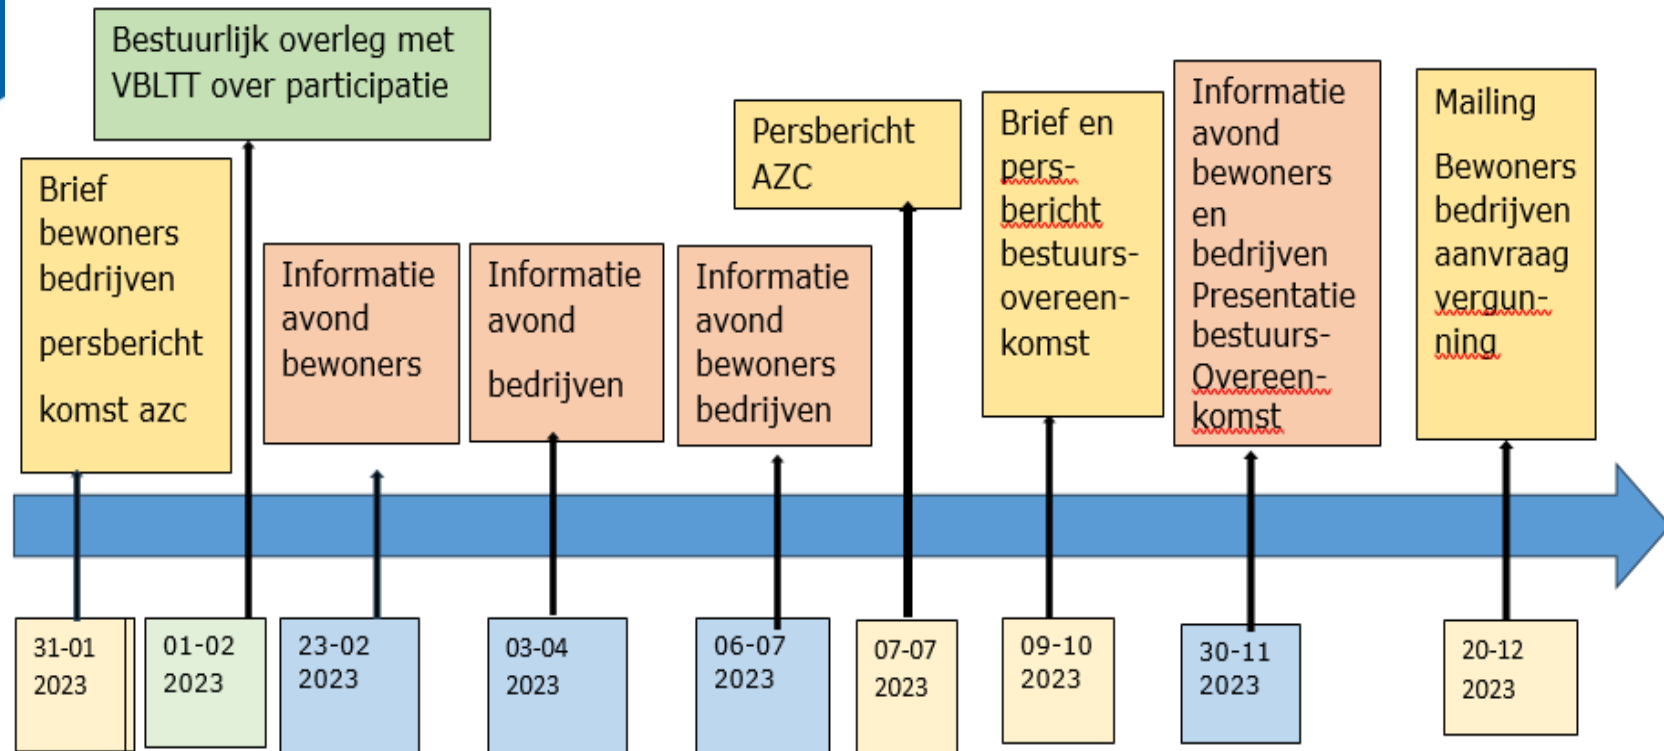 Bestuurlijk overleg met
VBLTT over participatie
Brief
bewoners
bedrijven
persbericht
komst azc
Informatie
avond
bewoners
Informatie
avond
bedrijven
Informatie
avond
bewoners
bedrijven
Persbericht
AZC
Brief en
pers-
bericht
bestuurs-
overeen-
komst
Informatie
avond
bewoners
en
bedrijven
Presentatie
bestuurs-
Overeen-
komst
Mailing
Bewoners
bedrijven
aanvraag
vergun-
ning
31-01
2023
01-02
2023
23-02
2023
03-04
2023
06-07
2023
07-07
2023
09-10
2023
30-11
2023
20-12
2023